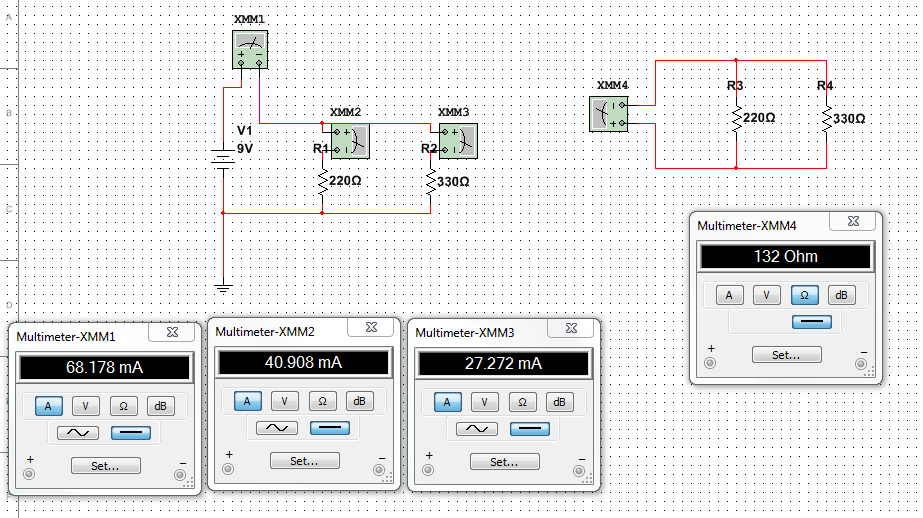 A
XMM1
B
XMM4
R3
R4
220Ω
330Ω
XMM2
XMM3
V1
9V
R1
R2
220Ω
330Ω
C
D
Multimeter-XMM4
132 Ohm
A V Ω dB
+ −
Set...
Multimeter-XMM1
68.178 mA
A V Ω dB
+ −
Set...
Multimeter-XMM2
40.908 mA
A V Ω dB
+ −
Set...
Multimeter-XMM3
27.272 mA
A V Ω dB
+ −
Set...